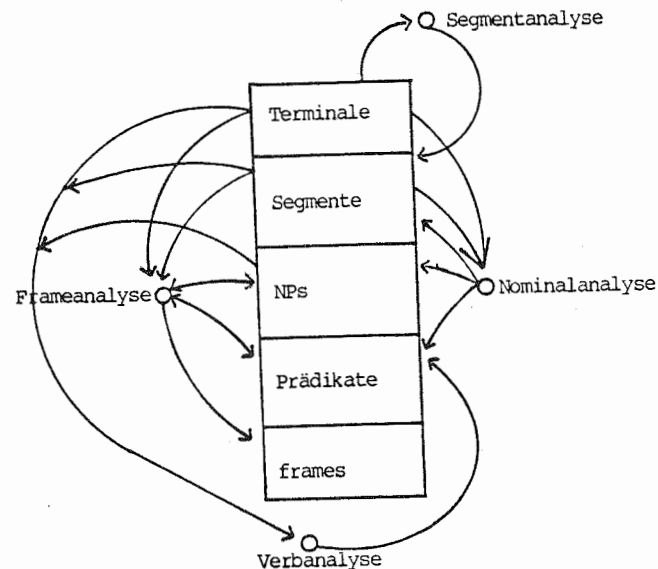 Segmentanalyse
Terminale
Segmente
Frameanalyse
NPs
Nominalanalyse
Prädikate
frames
Verbanalyse